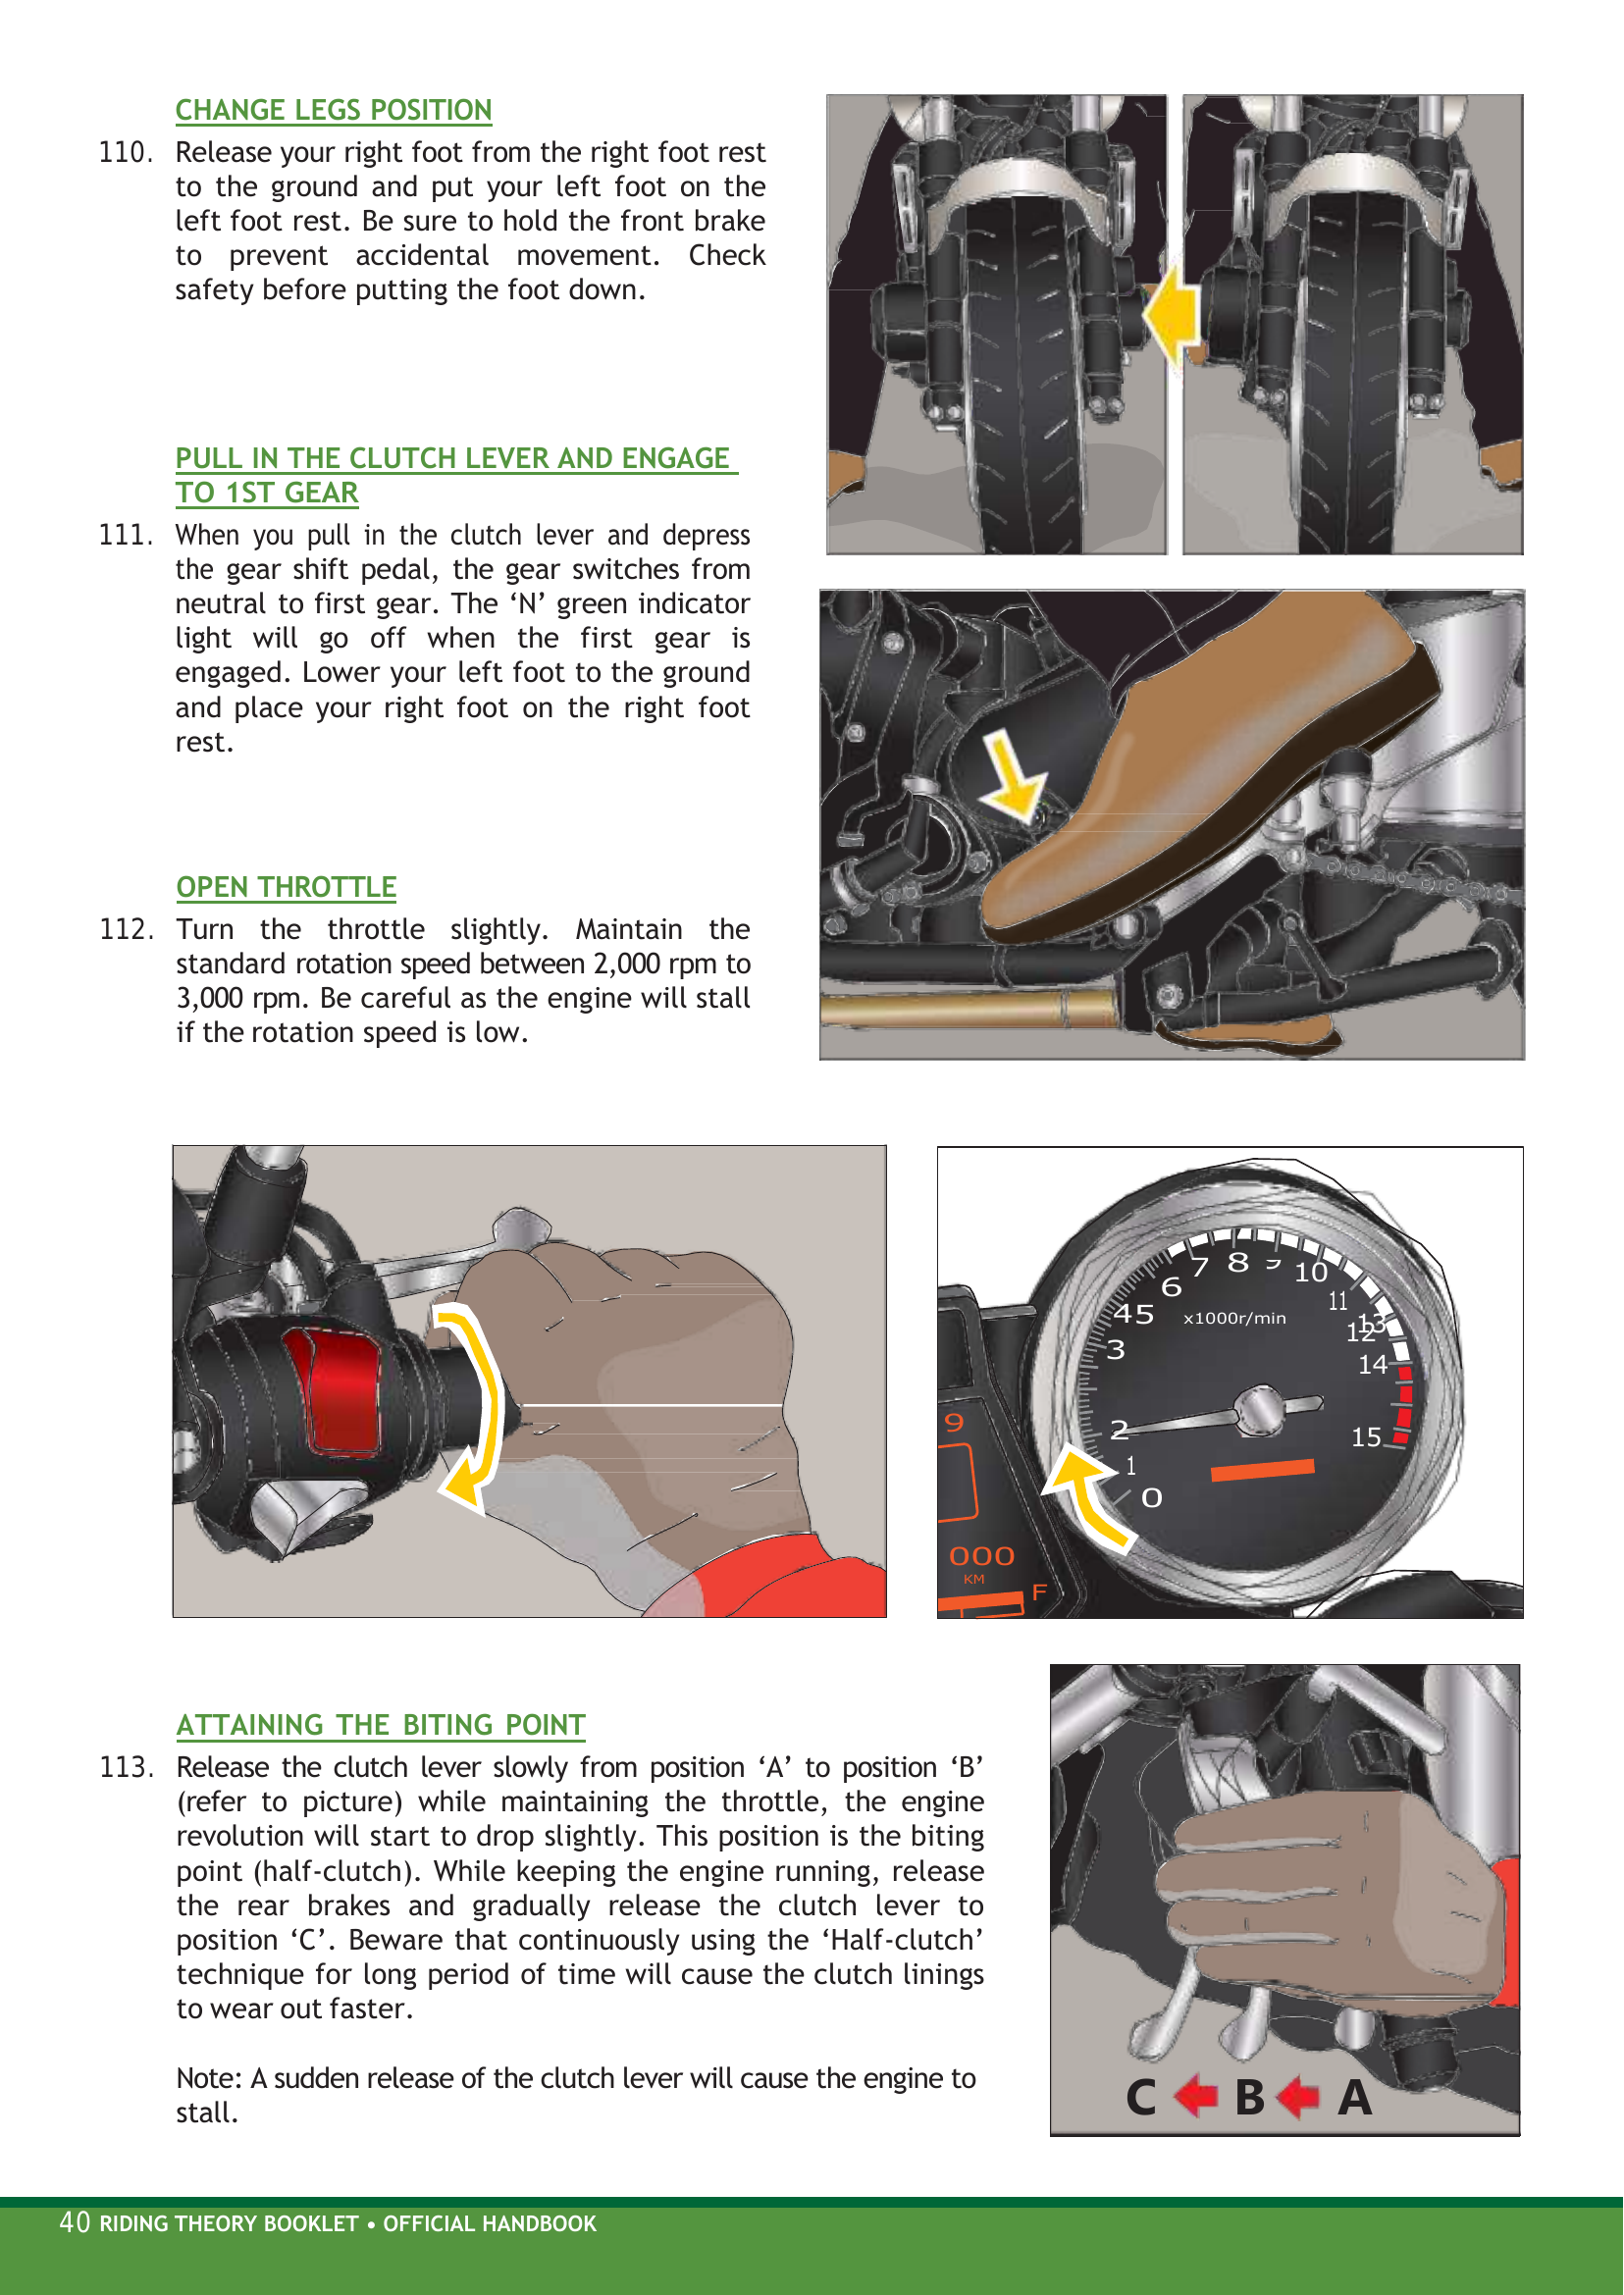 CHANGE LEGS POSITION
110. Release your right foot from the right foot rest
to the ground and put your left foot on the
left foot rest. Be sure to hold the front brake
to prevent accidental movement. Check
safety before putting the foot down.
PULL IN THE CLUTCH LEVER AND ENGAGE
TO 1ST GEAR
111. When you pull in the clutch lever and depress
the gear shift pedal, the gear switches from
neutral to first gear. The ‘N’ green indicator
light will go off when the first gear is
engaged. Lower your left foot to the ground
and place your right foot on the right foot
rest.
OPEN THROTTLE
112. Turn the throttle slightly. Maintain the
standard rotation speed between 2,000 rpm to
3,000 rpm. Be careful as the engine will stall
if the rotation speed is low.
0
1
2
3
45
6
7
8
9
10
11
12
13
14
15
x1000r/min
9
000
KM
F
ATTAINING THE BITING POINT
113. Release the clutch lever slowly from position ‘A’ to position ‘B’
(refer to picture) while maintaining the throttle, the engine
revolution will start to drop slightly. This position is the biting
point (half-clutch). While keeping the engine running, release
the rear brakes and gradually release the clutch lever to
position ‘C’. Beware that continuously using the ‘Half-clutch’
technique for long period of time will cause the clutch linings
to wear out faster.
Note: A sudden release of the clutch lever will cause the engine to
stall.
C B A
40 RIDING THEORY BOOKLET • OFFICIAL HANDBOOK